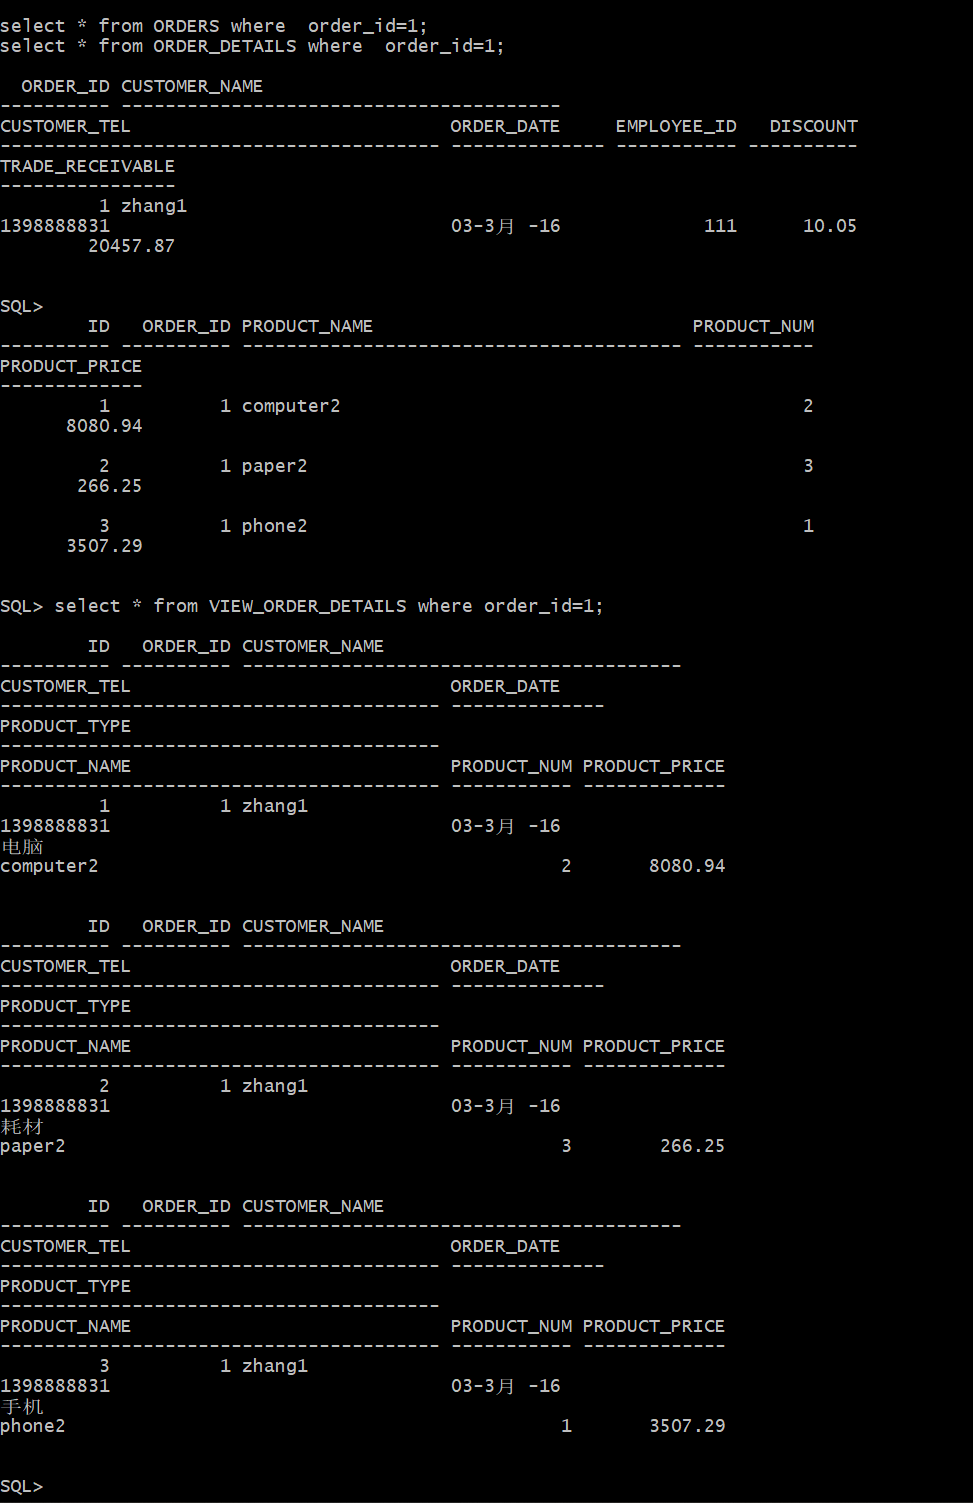 select * from ORDERS where  order_id=1;
select * from ORDER_DETAILS where  order_id=1;
  ORDER_ID CUSTOMER_NAME
---------- ----------------------------------------
CUSTOMER_TEL                             ORDER_DATE     EMPLOYEE_ID   DISCOUNT
---------------------------------------- -------------- ----------- ----------
TRADE_RECEIVABLE
----------------
         1 zhang1
1398888831                               03-3月 -16             111      10.05
        20457.87
SQL>
        ID   ORDER_ID PRODUCT_NAME                             PRODUCT_NUM
---------- ---------- ---------------------------------------- -----------
PRODUCT_PRICE
-------------
         1          1 computer2                                          2
      8080.94
         2          1 paper2                                             3
       266.25
         3          1 phone2                                             1
      3507.29
SQL> select * from VIEW_ORDER_DETAILS where order_id=1;
        ID   ORDER_ID CUSTOMER_NAME
---------- ---------- ----------------------------------------
CUSTOMER_TEL                             ORDER_DATE
---------------------------------------- --------------
PRODUCT_TYPE
----------------------------------------
PRODUCT_NAME                             PRODUCT_NUM PRODUCT_PRICE
---------------------------------------- ----------- -------------
         1          1 zhang1
1398888831                               03-3月 -16
电脑
computer2                                          2       8080.94
        ID   ORDER_ID CUSTOMER_NAME
---------- ---------- ----------------------------------------
CUSTOMER_TEL                             ORDER_DATE
---------------------------------------- --------------
PRODUCT_TYPE
----------------------------------------
PRODUCT_NAME                             PRODUCT_NUM PRODUCT_PRICE
---------------------------------------- ----------- -------------
         2          1 zhang1
1398888831                               03-3月 -16
耗材
paper2                                             3        266.25
        ID   ORDER_ID CUSTOMER_NAME
---------- ---------- ----------------------------------------
CUSTOMER_TEL                             ORDER_DATE
---------------------------------------- --------------
PRODUCT_TYPE
----------------------------------------
PRODUCT_NAME                             PRODUCT_NUM PRODUCT_PRICE
---------------------------------------- ----------- -------------
         3          1 zhang1
1398888831                               03-3月 -16
手机
phone2                                             1       3507.29
SQL>